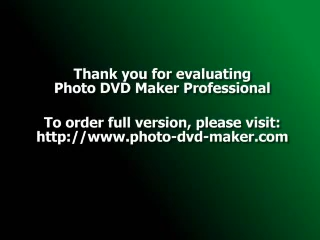 Thank you for evaluating
Photo DVD Maker Professional
To order full version, please visit:
http://www.photo-dvd-maker.com